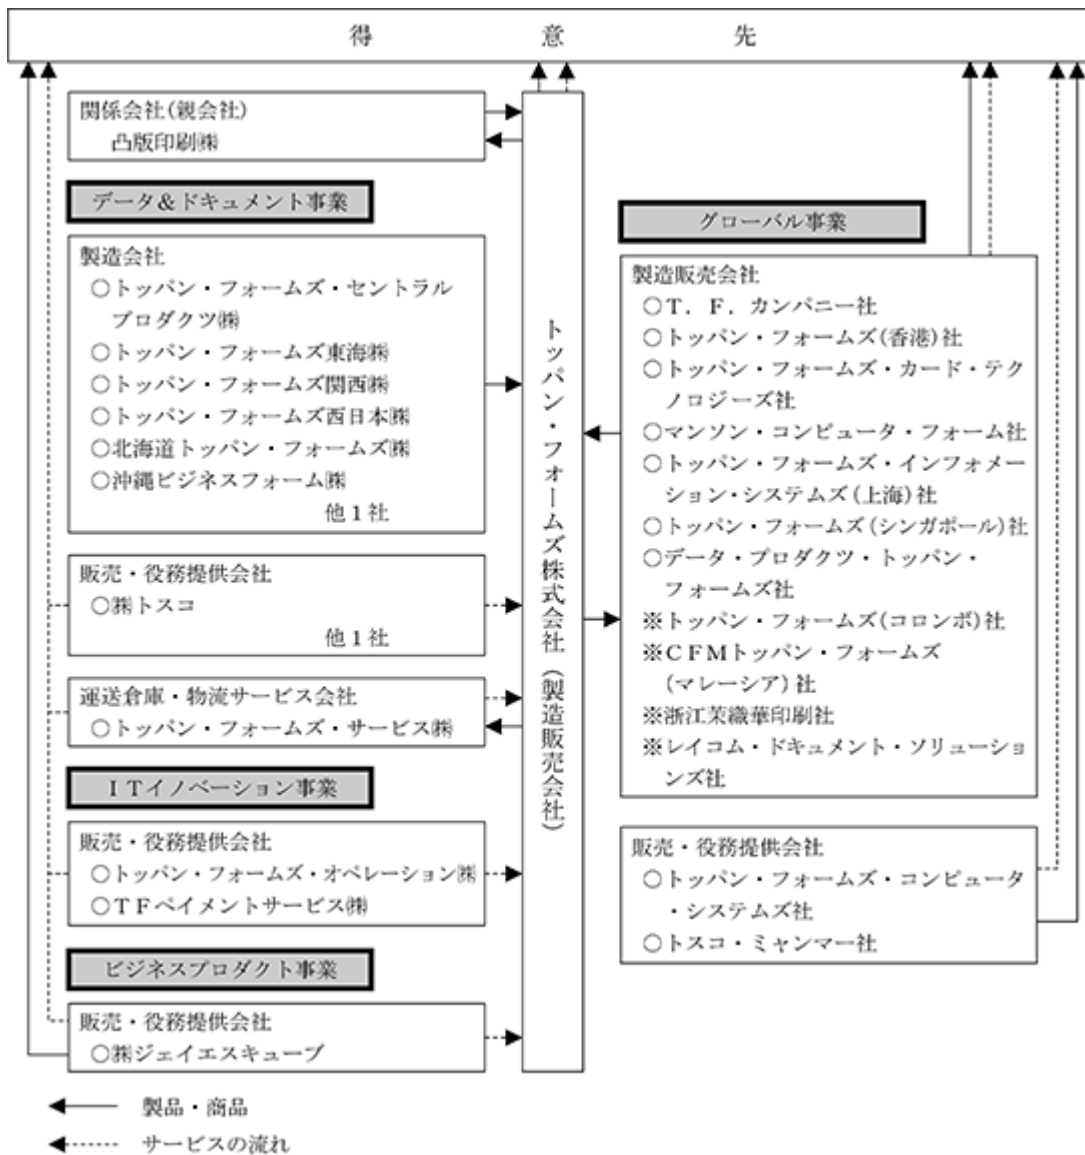 得意先
関係会社(親会社)
凸版印刷㈱
データ＆ドキュメント事業
製造会社
○トッパン・フォームズ・セントラル
プロダクツ㈱
○トッパン・フォームズ東海㈱
○トッパン・フォームズ関西㈱
○トッパン・フォームズ西日本㈱
○北海道トッパン・フォームズ㈱
○沖縄ビジネスフォーム㈱
他１社
販売・役務提供会社
○㈱トスコ
他１社
運送倉庫・物流サービス会社
○トッパン・フォームズ・サービス㈱
ＩＴイノベーション事業
販売・役務提供会社
○トッパン・フォームズ・オペレーション㈱
○ＴＦペイメントサービス㈱
ビジネスプロダクト事業
販売・役務提供会社
○㈱ジェイエスキューブ
トッパン・フォームズ株式会社（製造販売会社）
グローバル事業
製造販売会社
○Ｔ．Ｆ．カンパニー社
○トッパン・フォームズ(香港)社
○トッパン・フォームズ・カード・テク
ノロジーズ社
○マンソン・コンピュータ・フォーム社
○トッパン・フォームズ・インフォメー
ション・システムズ(上海)社
○トッパン・フォームズ(シンガポール)社
○データ・プロダクツ・トッパン・
フォームズ社
※トッパン・フォームズ(コロンボ)社
※ＣＦＭトッパン・フォームズ
(マレーシア)社
※浙江茉織華印刷社
※レイコム・ドキュメント・ソリューショ
ンズ社
販売・役務提供会社
○トッパン・フォームズ・コンピュータ
・システムズ社
○トスコ・ミャンマー社
製品・商品
サービスの流れ